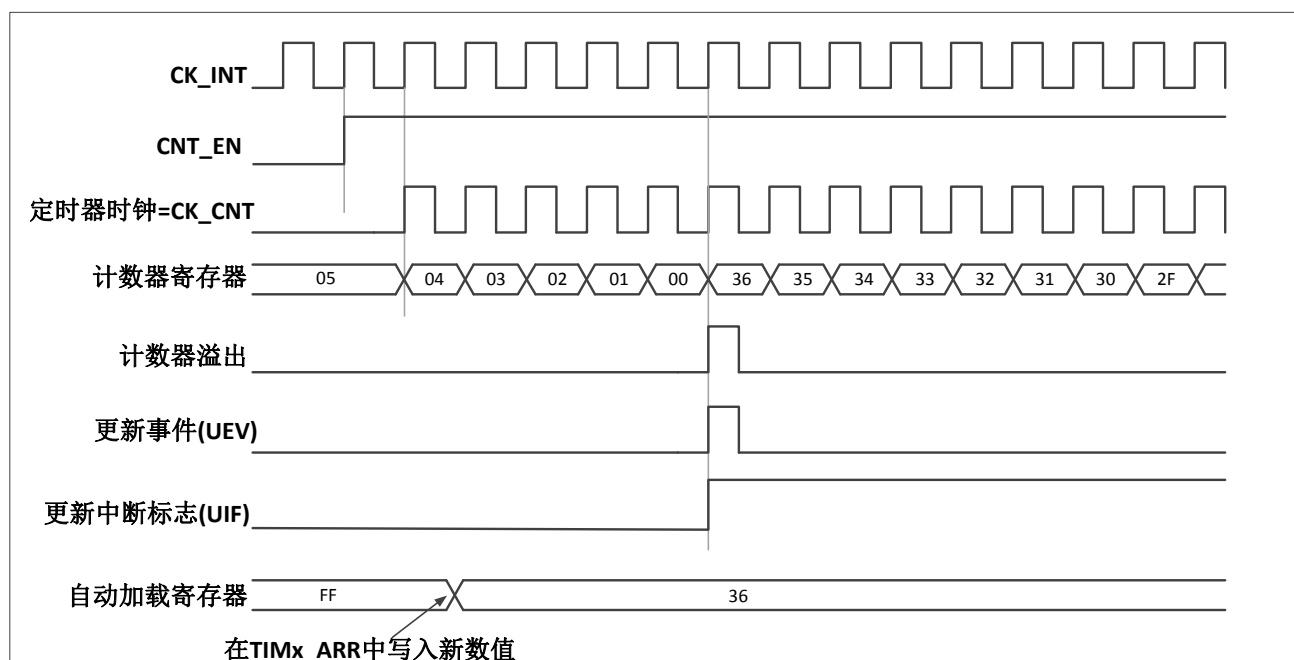 CK_INT
CNT_EN
定时器时钟=CK_CNT
计数器寄存器 05 04 03 02 01 00 36 35 34 33 32 31 30 2F
计数器溢出
更新事件(UEV)
更新中断标志(UIF)
自动加载寄存器 FF 36
在TIMx_ARR中写入新数值